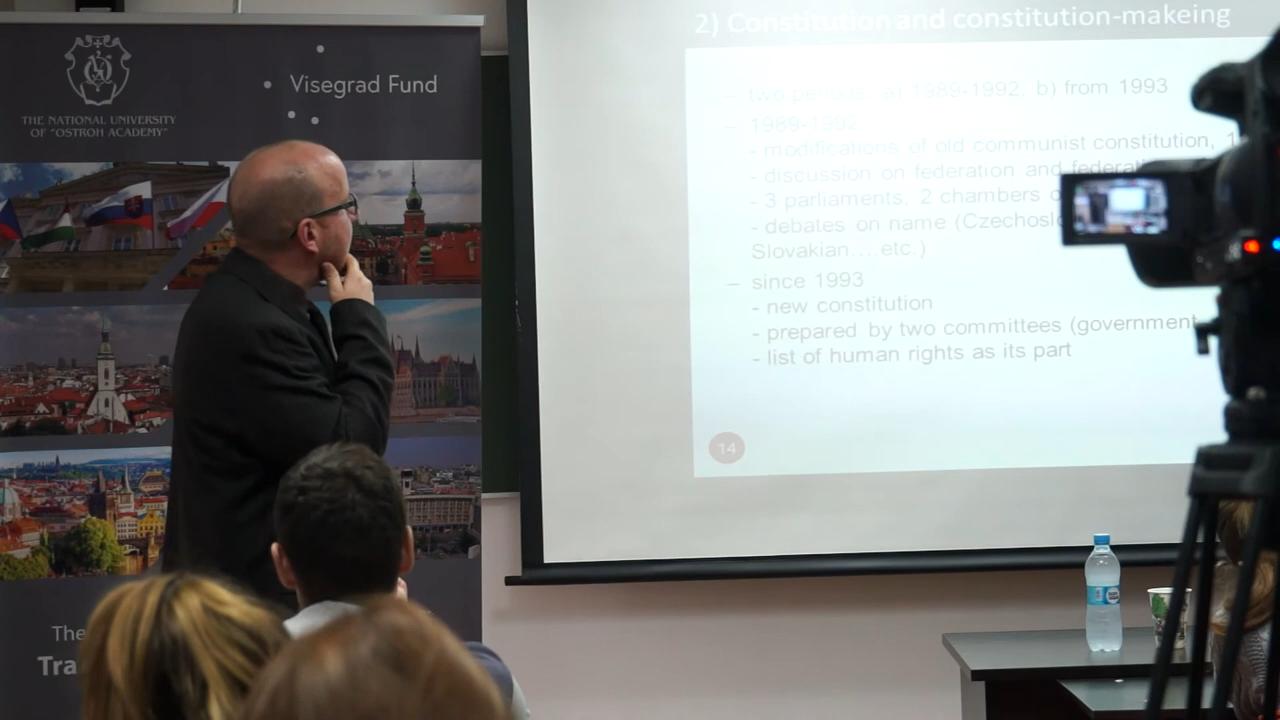 THE NATIONAL UNIVERSITY
OF "OSTROH ACADEMY"
Visegrad Fund
The
Tra
2) Constitution and constitution-makeing
– two periods: a) 1989-1992, b) from 1993
– 1989-1992
- modifications of old communist constitution, 1
- discussion on federation and federati
- 3 parliaments, 2 chambers o
- debates on name (Czechoslo
Slovakian....etc.)
– since 1993
- new constitution
- prepared by two committees (government
- list of human rights as its part
14